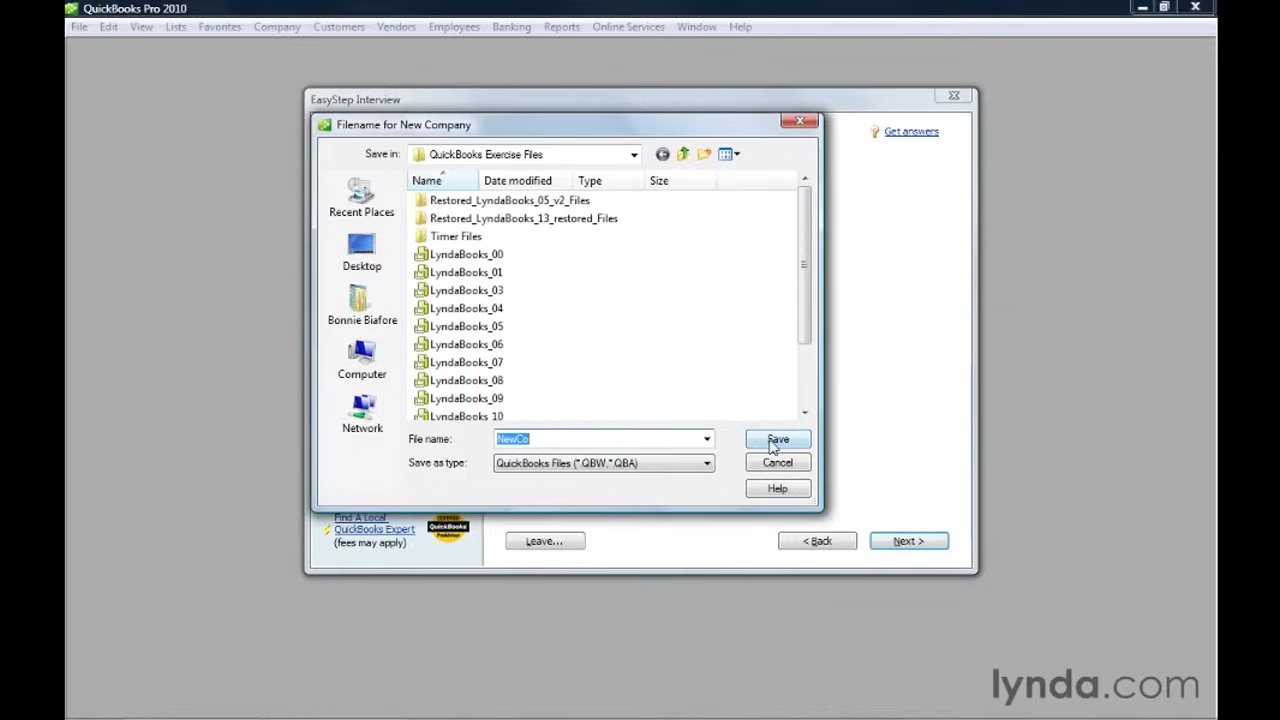 QuickBooks Pro 2010
File Edit View Lists Favorites Company Customers Vendors Employees Banking Reports Online Services Window Help
EasyStep Interview
Filename for New Company
Get answers
Save in: QuickBooks Exercise Files
Name Date modified Type Size
Recent Places
Desktop
Bonnie Biafore
Computer
Network
Restored_LyndaBooks_05_v2_Files
Restored_LyndaBooks_13_restored_Files
Timer Files
LyndaBooks_00
LyndaBooks_01
LyndaBooks_03
LyndaBooks_04
LyndaBooks_05
LyndaBooks_06
LyndaBooks_07
LyndaBooks_08
LyndaBooks_09
LyndaBooks_10
File name: NewCo Save
Save as type: QuickBooks Files (*.QBW,*.QBA) Cancel
Help
Find A Local
QuickBooks Expert
(fees may apply)
QuickBooks
Leave... < Back Next >
lynda.com